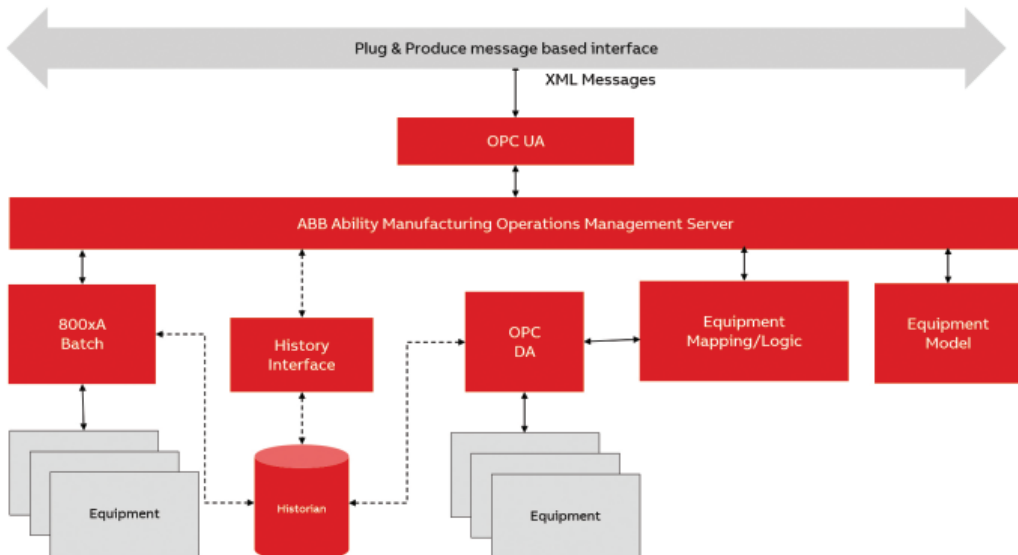 Plug & Produce message based interface
XML Messages
OPC UA
ABB Ability Manufacturing Operations Management Server
800xA
Batch
History
Interface
OPC
DA
Equipment
Mapping/Logic
Equipment
Model
Equipment
Historian
Equipment